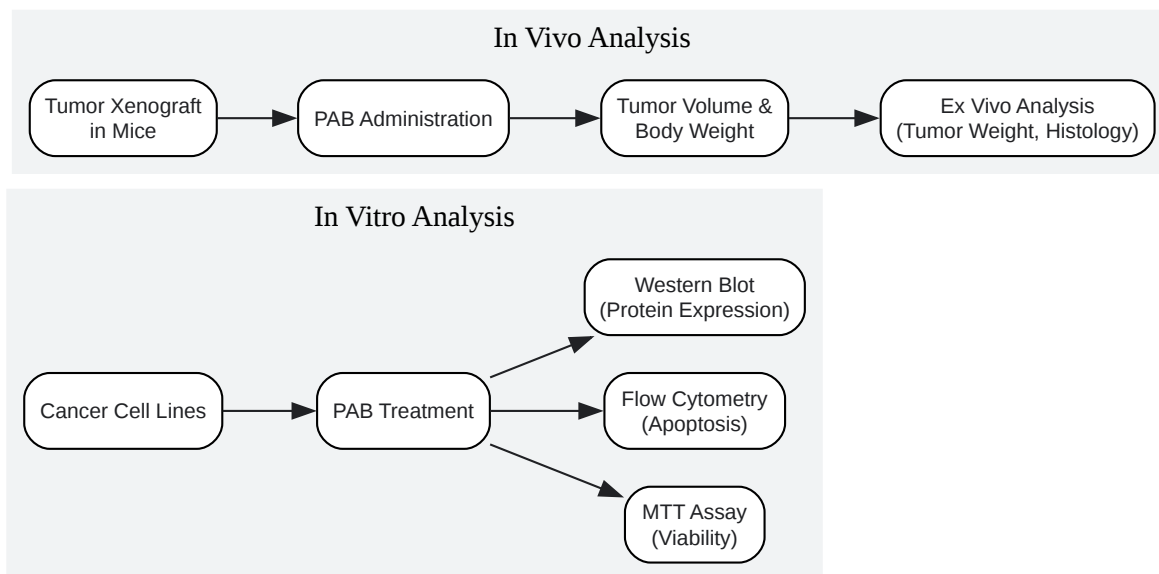 In Vivo Analysis
Tumor Xenograft
in Mice
PAB Administration
Tumor Volume &
Body Weight
Ex Vivo Analysis
(Tumor Weight, Histology)
In Vitro Analysis
Cancer Cell Lines
PAB Treatment
Western Blot
(Protein Expression)
Flow Cytometry
(Apoptosis)
MTT Assay
(Viability)